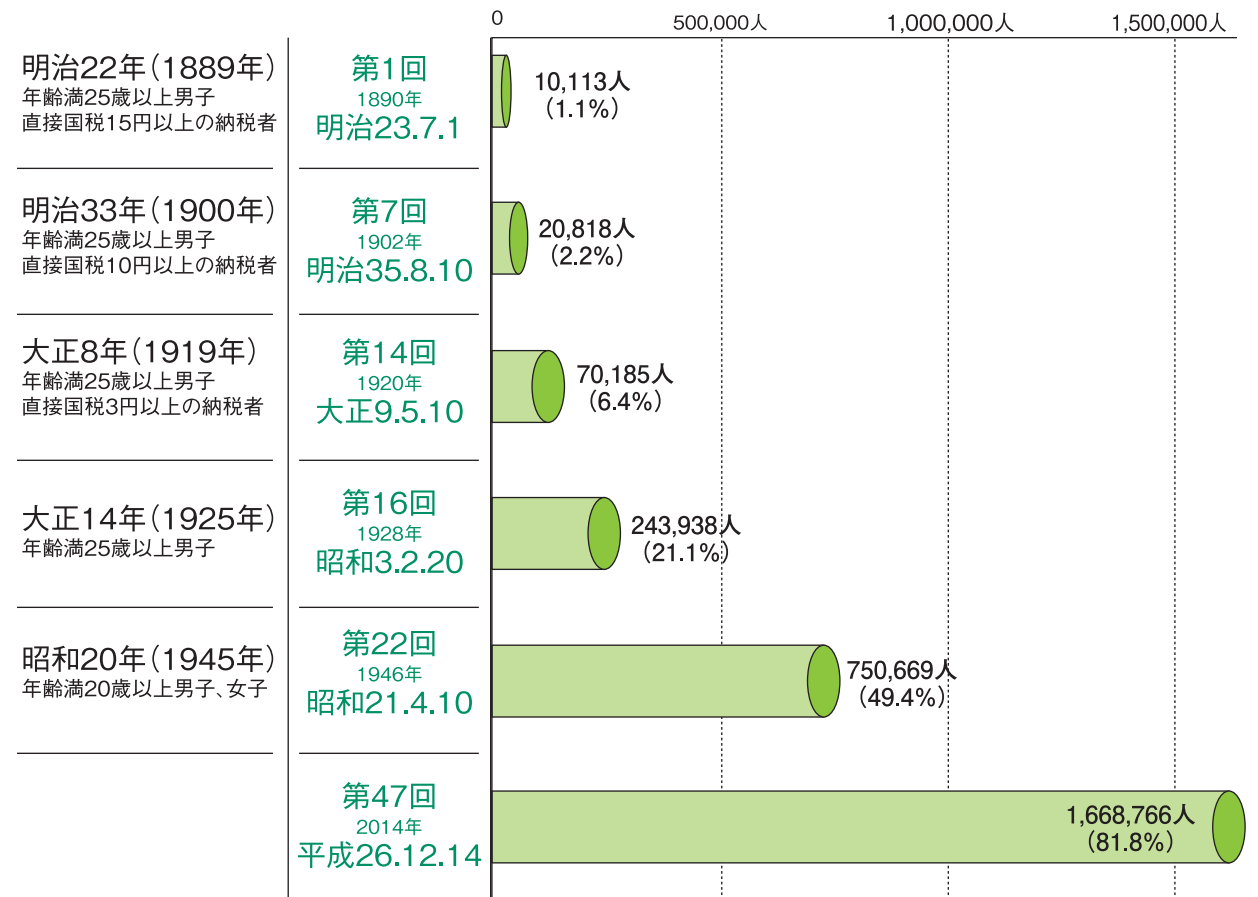 0
500,000人
1,000,000人
1,500,000人
明治22年(1889年)
年齢満25歳以上男子
直接国税15円以上の納税者
第1回
1890年
明治23.7.1
10,113人
(1.1%)
明治33年(1900年)
年齢満25歳以上男子
直接国税10円以上の納税者
第7回
1902年
明治35.8.10
20,818人
(2.2%)
大正8年(1919年)
年齢満25歳以上男子
直接国税3円以上の納税者
第14回
1920年
大正9.5.10
70,185人
(6.4%)
大正14年(1925年)
年齢満25歳以上男子
第16回
1928年
昭和3.2.20
243,938人
(21.1%)
昭和20年(1945年)
年齢満20歳以上男子、女子
第22回
1946年
昭和21.4.10
750,669人
(49.4%)
第47回
2014年
平成26.12.14
1,668,766人
(81.8%)